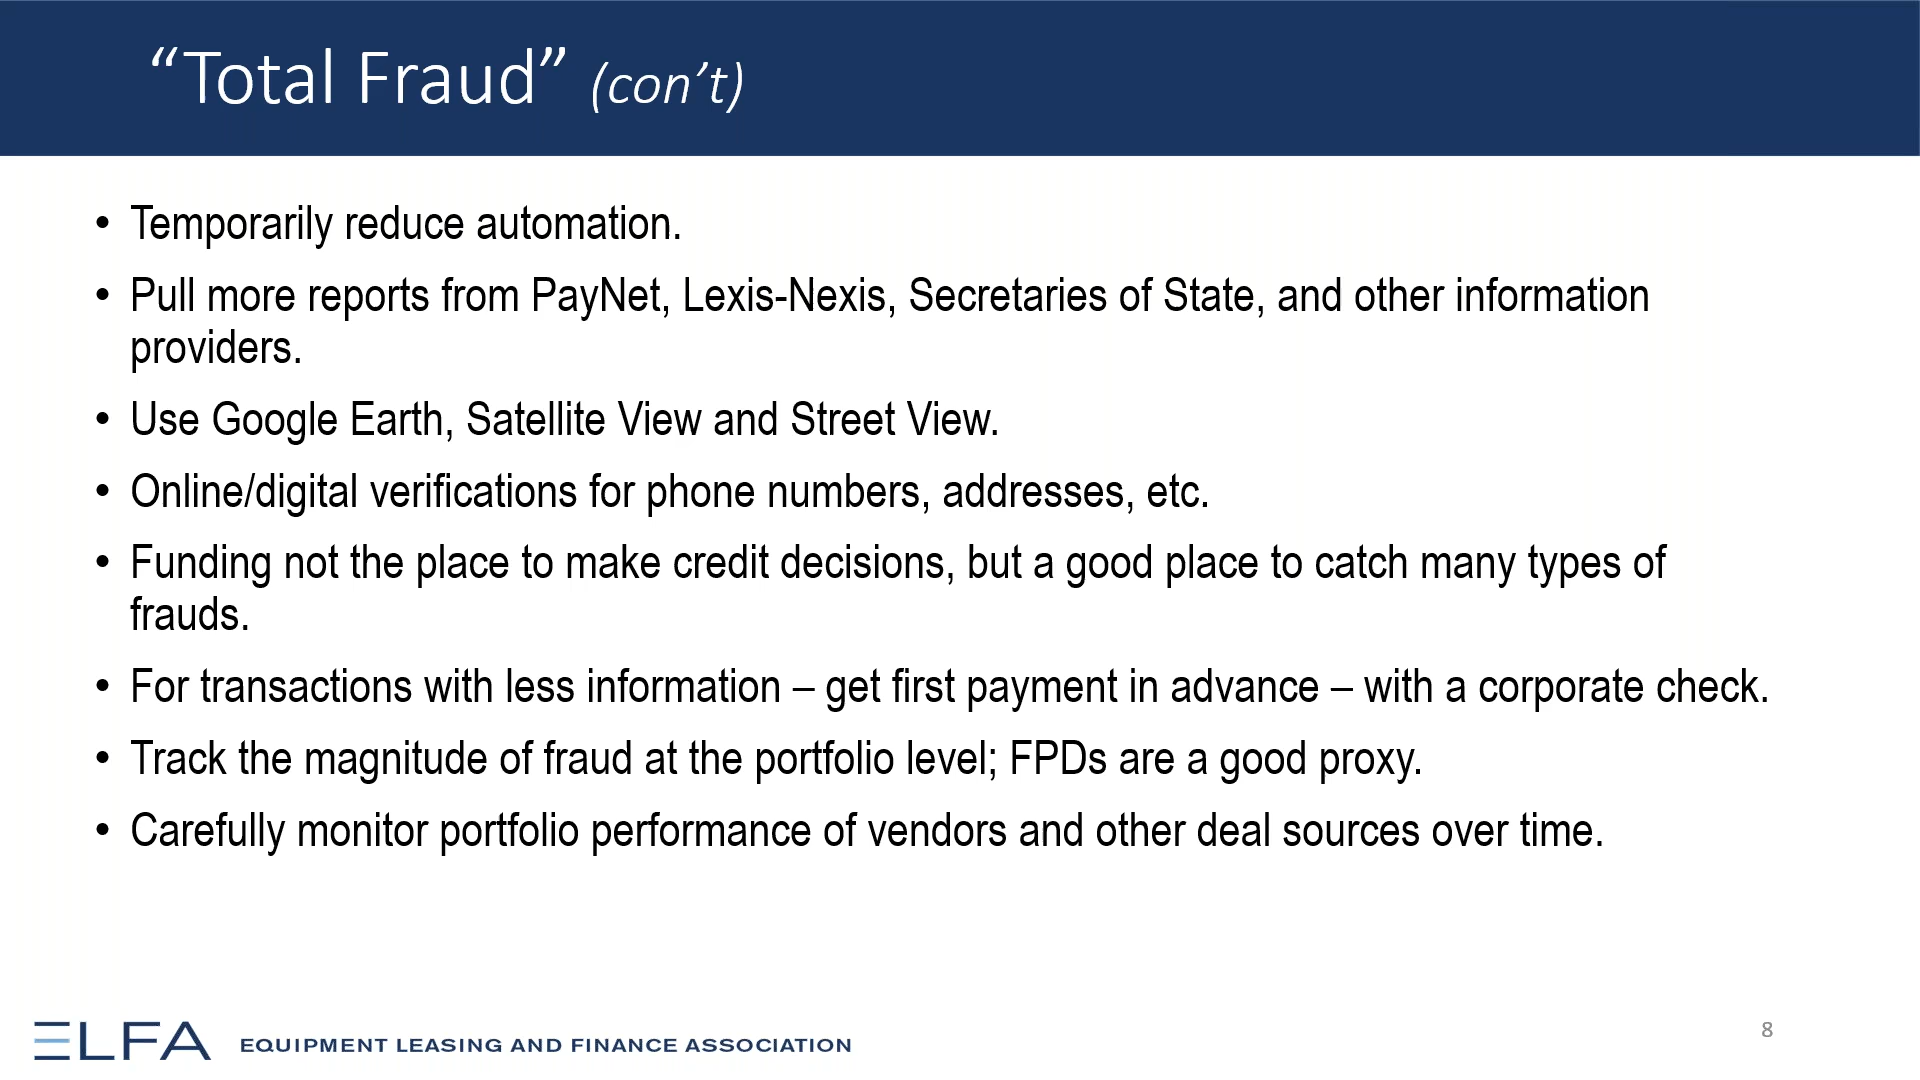 “Total Fraud” (con’t)
• Temporarily reduce automation.
• Pull more reports from PayNet, Lexis-Nexis, Secretaries of State, and other information
providers.
• Use Google Earth, Satellite View and Street View.
• Online/digital verifications for phone numbers, addresses, etc.
• Funding not the place to make credit decisions, but a good place to catch many types of
frauds.
• For transactions with less information – get first payment in advance – with a corporate check.
• Track the magnitude of fraud at the portfolio level; FPDs are a good proxy.
• Carefully monitor portfolio performance of vendors and other deal sources over time.
ELFA EQUIPMENT LEASING AND FINANCE ASSOCIATION
8